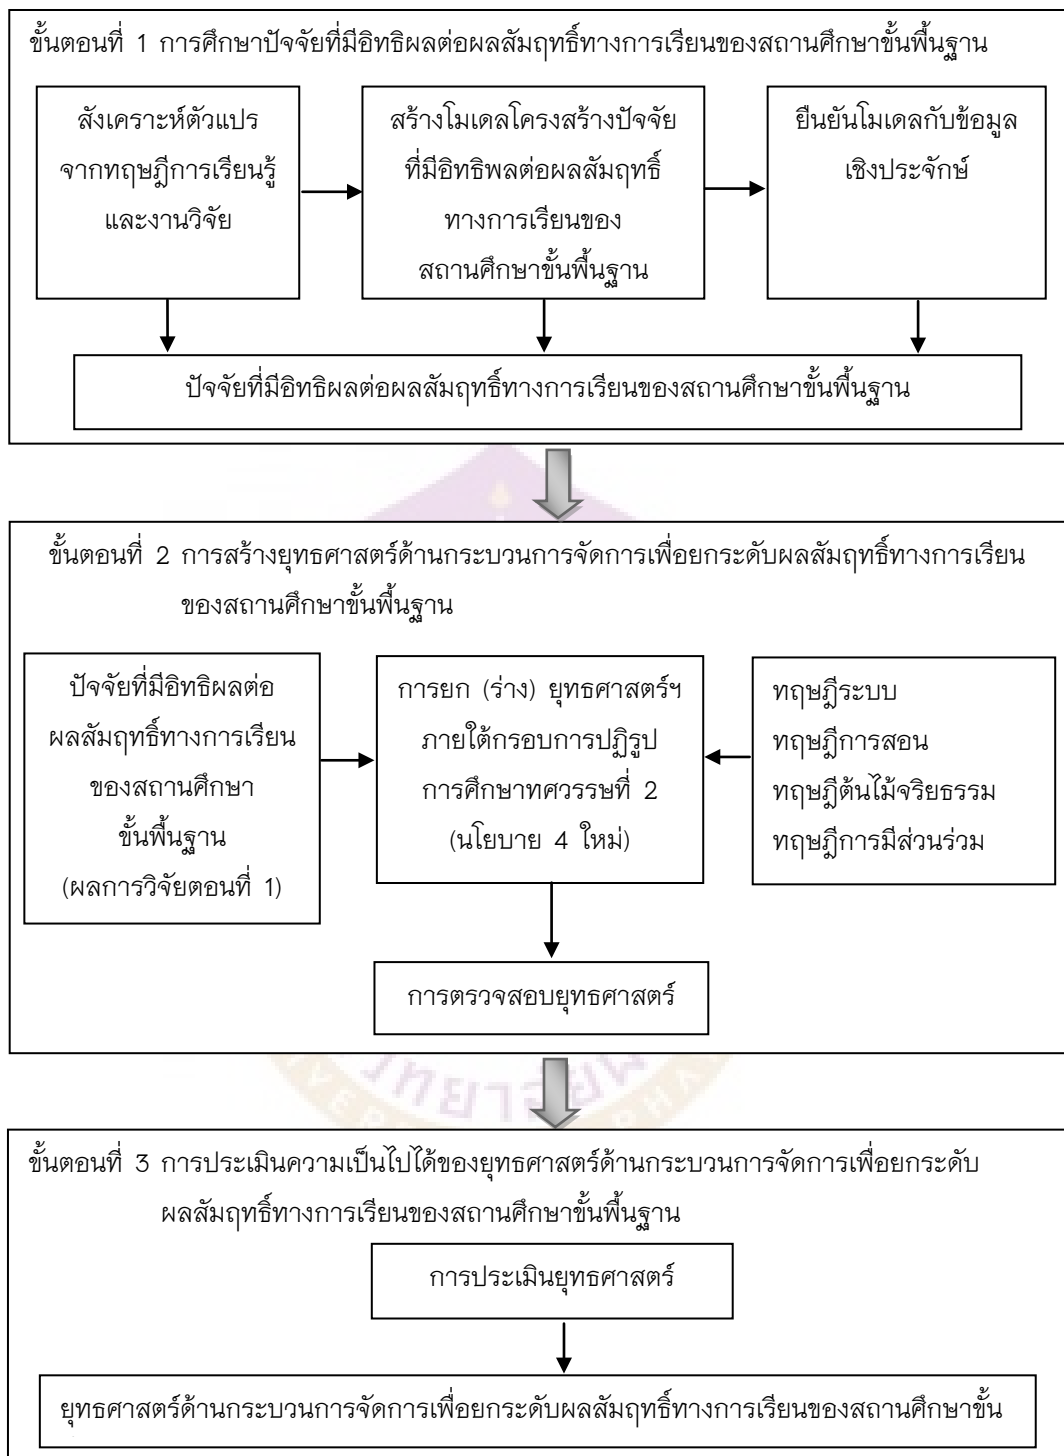 ขั้นตอนที่ 1 การศึกษาปัจจัยที่มีอิทธิผลต่อผลสัมฤทธิ์ทางการเรียนของสถานศึกษาขั้นพื้นฐาน
สังเคราะห์ตัวแปร
จากทฤษฎีการเรียนรู้
และงานวิจัย
สร้างโมเดลโครงสร้างปัจจัย
ที่มีอิทธิพลต่อผลสัมฤทธิ์
ทางการเรียนของ
สถานศึกษาขั้นพื้นฐาน
ยืนยันโมเดลกับข้อมูล
เชิงประจักษ์
ปัจจัยที่มีอิทธิผลต่อผลสัมฤทธิ์ทางการเรียนของสถานศึกษาขั้นพื้นฐาน
ขั้นตอนที่ 2 การสร้างยุทธศาสตร์ด้านกระบวนการจัดการเพื่อยกระดับผลสัมฤทธิ์ทางการเรียน
ของสถานศึกษาขั้นพื้นฐาน
ปัจจัยที่มีอิทธิผลต่อ
ผลสัมฤทธิ์ทางการเรียน
ของสถานศึกษา
ขั้นพื้นฐาน
(ผลการวิจัยตอนที่ 1)
การยก (ร่าง) ยุทธศาสตร์ฯ
ภายใต้กรอบการปฏิรูป
การศึกษาทศวรรษที่ 2
(นโยบาย 4 ใหม่)
ทฤษฎีระบบ
ทฤษฎีการสอน
ทฤษฎีต้นไม้จริยธรรม
ทฤษฎีการมีส่วนร่วม
การตรวจสอบยุทธศาสตร์
ขั้นตอนที่ 3 การประเมินความเป็นไปได้ของยุทธศาสตร์ด้านกระบวนการจัดการเพื่อยกระดับ
ผลสัมฤทธิ์ทางการเรียนของสถานศึกษาขั้นพื้นฐาน
การประเมินยุทธศาสตร์
ยุทธศาสตร์ด้านกระบวนการจัดการเพื่อยกระดับผลสัมฤทธิ์ทางการเรียนของสถานศึกษาขั้น